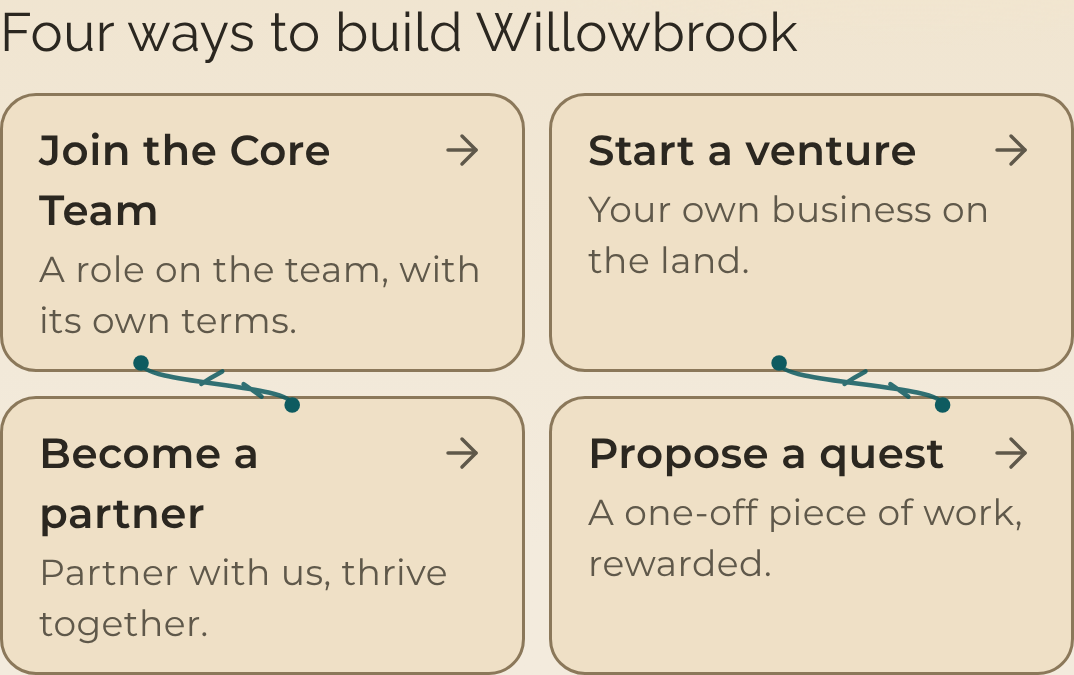 Four ways to build Willowbrook
Join the Core
Team
A role on the team, with
its own terms.
Start a venture
Your own business on
the land.
Become a
partner
Partner with us, thrive
together.
Propose a quest
A one-off piece of work,
rewarded.